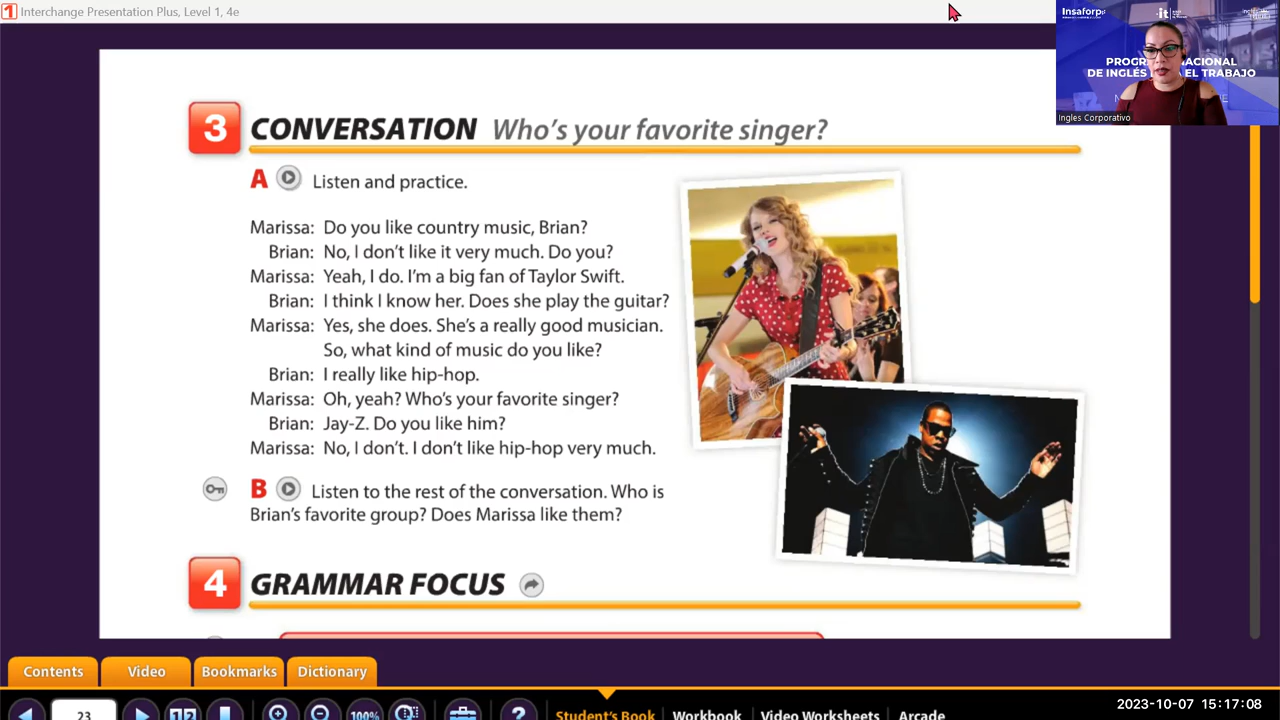 Interchange Presentation Plus, Level 1, 4e
Insaforp
PROGR NACIONAL
DE INGLÉS EL TRABAJO
Ingles Corporativo
3 CONVERSATION Who's your favorite singer?
A Listen and practice.
Marissa: Do you like country music, Brian?
Brian: No, I don't like it very much. Do you?
Marissa: Yeah, I do. I'm a big fan of Taylor Swift.
Brian: I think I know her. Does she play the guitar?
Marissa: Yes, she does. She's a really good musician.
So, what kind of music do you like?
Brian: I really like hip-hop.
Marissa: Oh, yeah? Who's your favorite singer?
Brian: Jay-Z. Do you like him?
Marissa: No, I don't. I don't like hip-hop very much.
B Listen to the rest of the conversation. Who is
Brian's favorite group? Does Marissa like them?
4 GRAMMAR FOCUS
Contents Video Bookmarks Dictionary
23 100% ? Student's Book Workbook Video Worksheets Arcade
2023-10-07 15:17:08